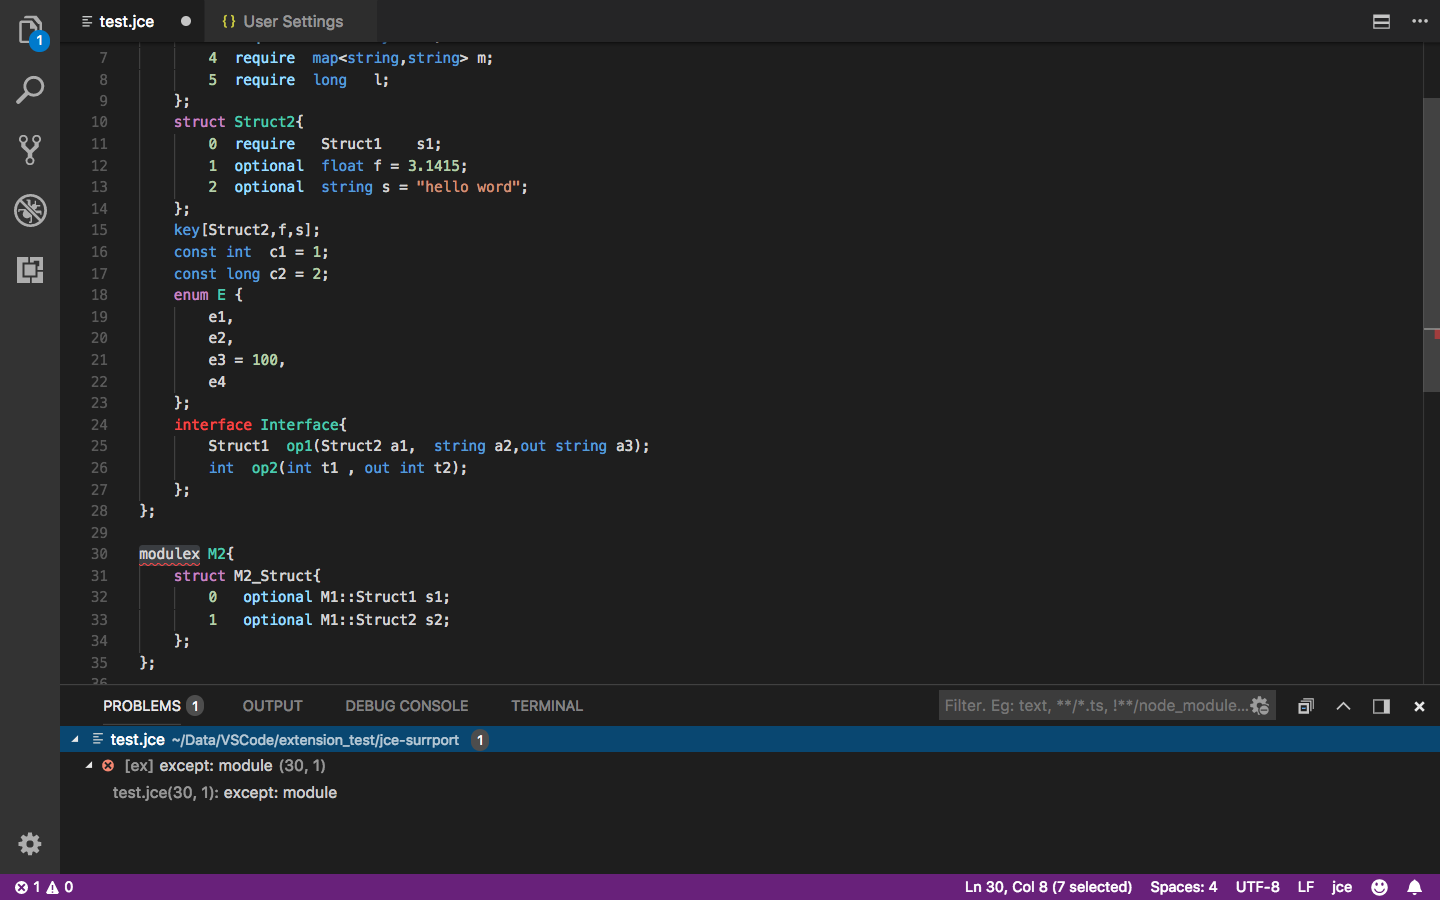 test.jce
{} User Settings
1
7 4 require map<string,string> m;
8 5 require long l;
9 };
10 struct Struct2{
11 0 require Struct1 s1;
12 1 optional float f = 3.1415;
13 2 optional string s = "hello word";
14 };
15 key[Struct2,f,s];
16 const int c1 = 1;
17 const long c2 = 2;
18 enum E {
19 e1,
20 e2,
21 e3 = 100,
22 e4
23 };
24 interface Interface{
25 Struct1 op1(Struct2 a1, string a2,out string a3);
26 int op2(int t1 , out int t2);
27 };
28 };
29
30 modulex M2{
31 struct M2_Struct{
32 0 optional M1::Struct1 s1;
33 1 optional M1::Struct2 s2;
34 };
35 };
36
PROBLEMS 1 OUTPUT DEBUG CONSOLE TERMINAL Filter. Eg: text, **/*.ts, !**/node_module...
test.jce ~/Data/VSCode/extension_test/jce-surrport 1
[ex] except: module (30, 1)
test.jce(30, 1): except: module
1 0 Ln 30, Col 8 (7 selected) Spaces: 4 UTF-8 LF jce